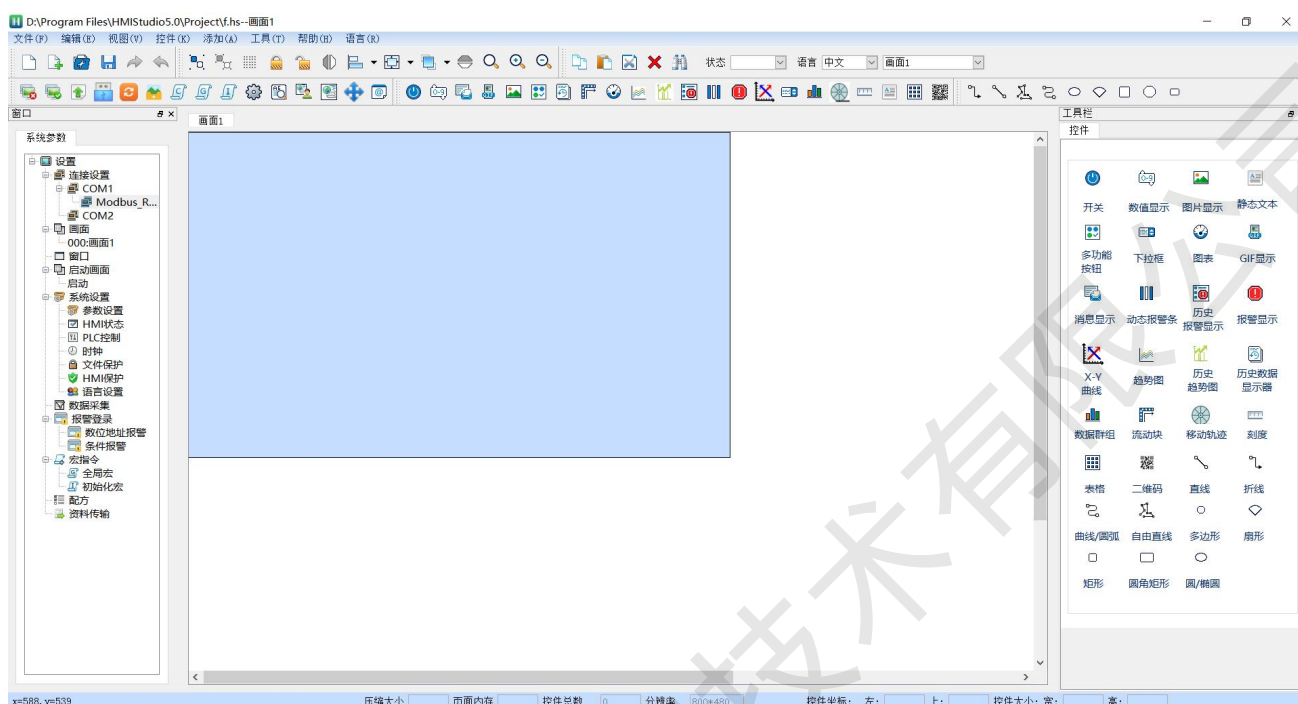 D:\Program Files\HMIStudio5.0\Project\f.hs--画面1
文件(F) 编辑(E) 视图(V) 控件(K) 添加(A) 工具(T) 帮助(H) 语言(R)
状态 语言 中文 画面1
窗口
画面1
工具栏
系统参数
控件
设置
连接设置
COM1
Modbus_R...
COM2
画面
000:画面1
窗口
启动画面
启动
系统设置
参数设置
HMI状态
PLC控制
时钟
文件保护
HMI保护
语言设置
数据采集
报警登录
数位地址报警
条件报警
宏指令
全局宏
初始化宏
配方
资料传输
开关 数值显示 图片显示 静态文本
多功能按钮 下拉框 图表 GIF显示
消息显示 动态报警条 历史报警显示 报警显示
X-Y曲线 趋势图 历史趋势图 历史数据显示器
数据群组 流动块 移动轨迹 刻度
表格 二维码 直线 折线
曲线/圆弧 自由直线 多边形 扇形
矩形 圆角矩形 圆/椭圆
x=588, y=539 压缩大小 页面内存 控件总数 0 分辨率 800*480 控件坐标: 左: 上: 控件大小: 宽: 高:
技术有限公司